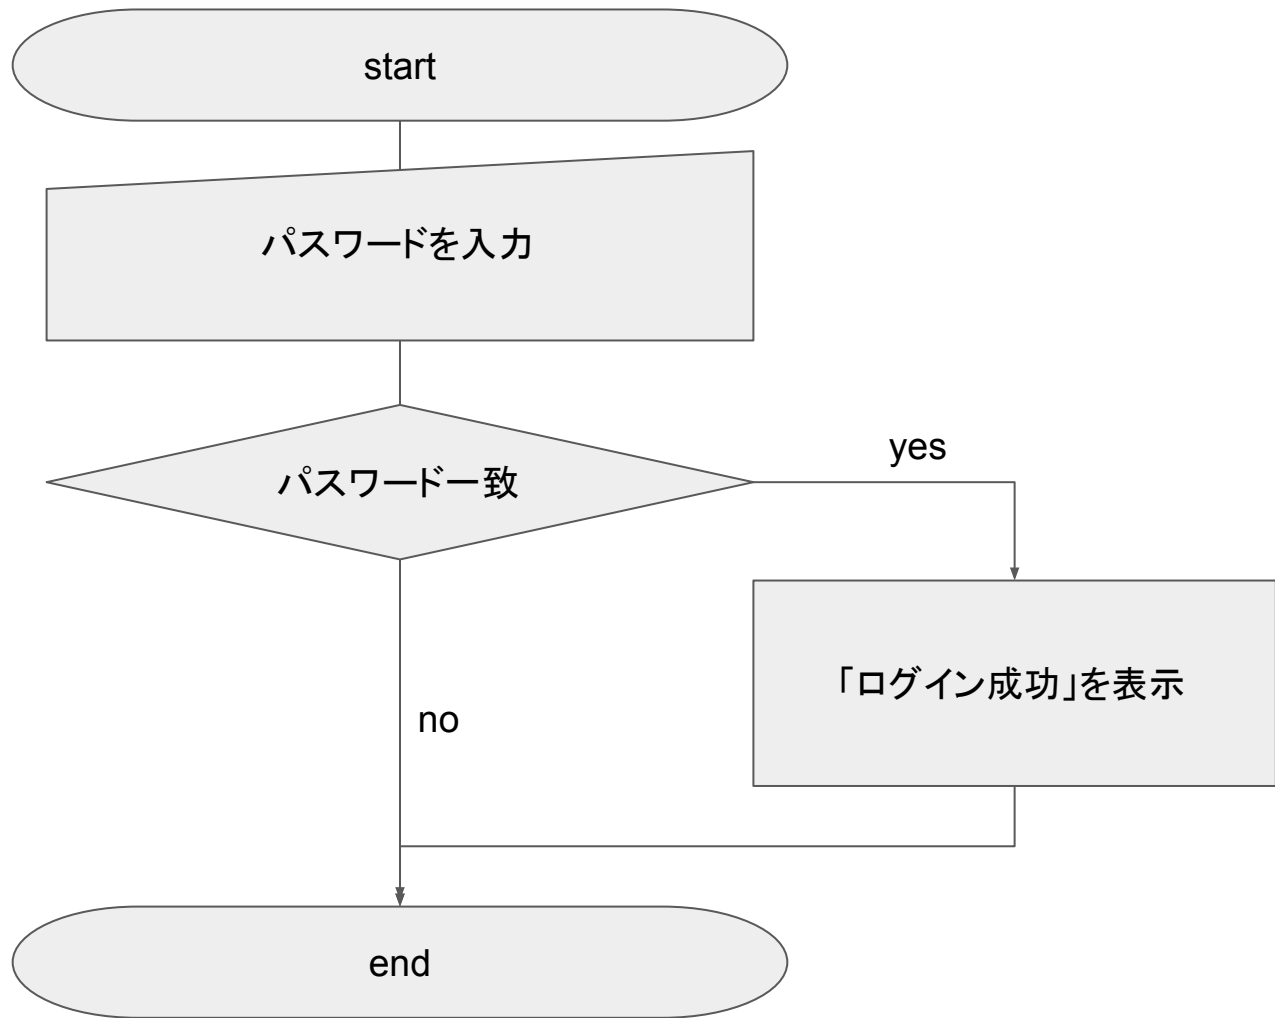 start
パスワードを入力
パスワード一致
yes
「ログイン成功」を表示
no
end